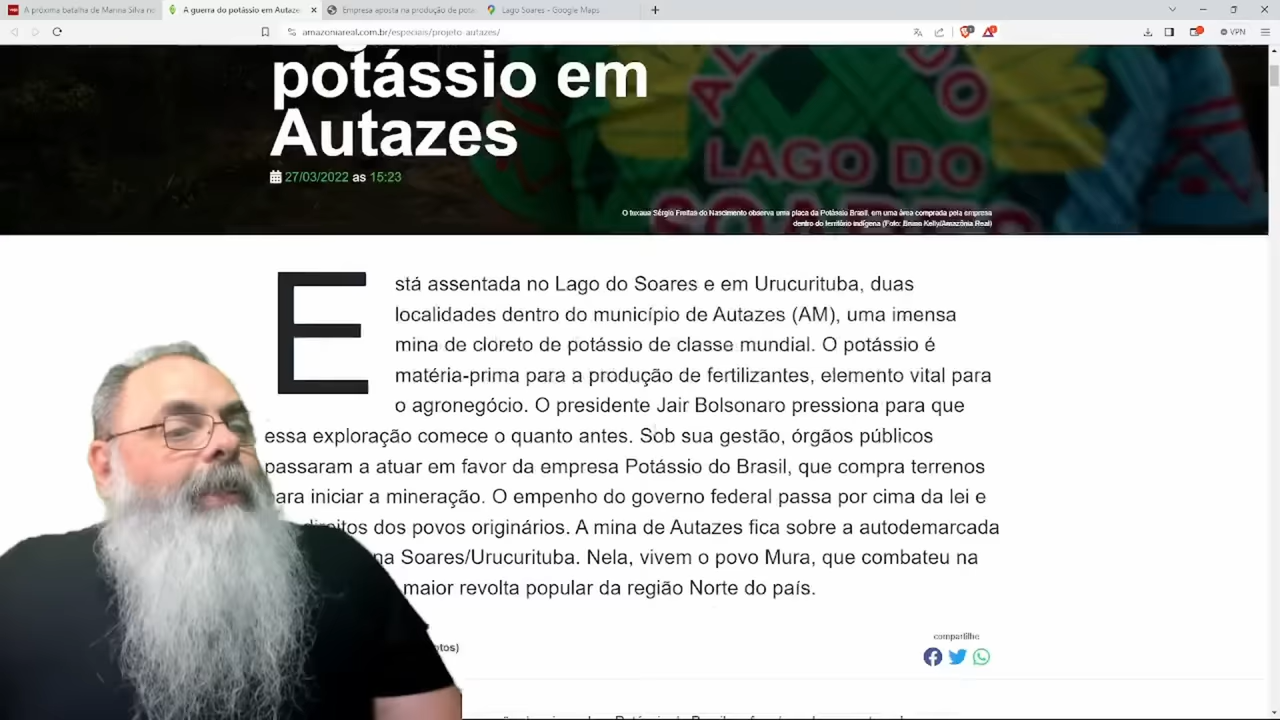 A próxima batalha de Marina Silva no
A guerra do potássio em Autaze
Empresa aposta na produção de potá
Lago Soares - Google Maps
amazoniareal.com.br/especiais/projeto-autazes/
VPN
potássio em
Autazes
27/03/2022 as 15:23
LAGO DO
O tuxaua Sérgio Freitas do Nascimento observa uma placa da Potássio Brasil, em uma área comprada pela empresa
dentro do território indígena (Foto: Bruno Kelly/Amazônia Real)
Está assentada no Lago do Soares e em Urucurituba, duas
localidades dentro do município de Autazes (AM), uma imensa
mina de cloreto de potássio de classe mundial. O potássio é
matéria-prima para a produção de fertilizantes, elemento vital para
o agronegócio. O presidente Jair Bolsonaro pressiona para que
essa exploração comece o quanto antes. Sob sua gestão, órgãos públicos
passaram a atuar em favor da empresa Potássio do Brasil, que compra terrenos
para iniciar a mineração. O empenho do governo federal passa por cima da lei e
direitos dos povos originários. A mina de Autazes fica sobre a autodemarcada
na Soares/Urucurituba. Nela, vivem o povo Mura, que combateu na
maior revolta popular da região Norte do país.
compartilhe
otos)